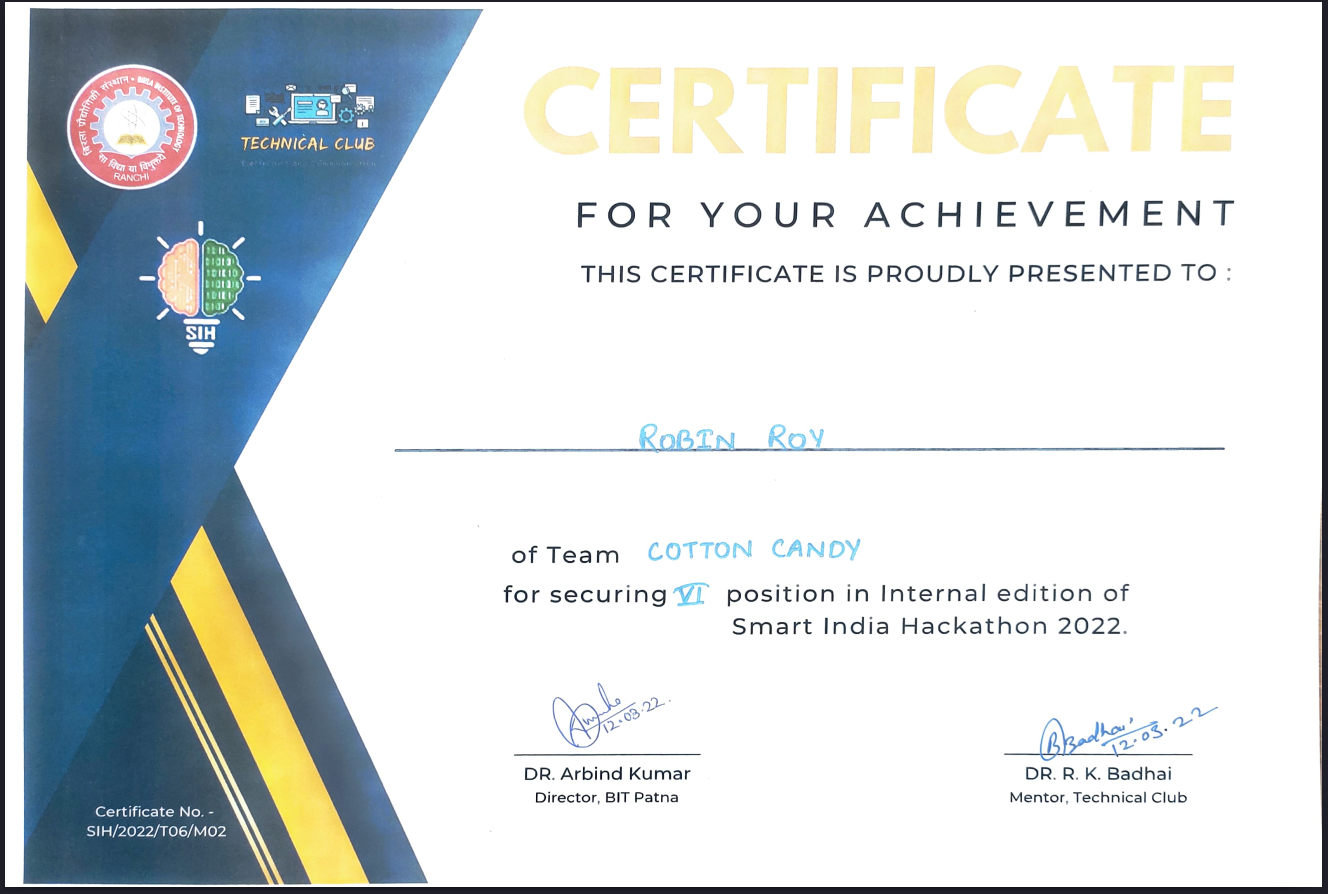 बिरला प्रौद्योगिकी संस्थान • BIRLA INSTITUTE OF TECHNOLOGY
सा विद्या या विमुक्तये
RANCHI
TECHNICAL CLUB
SIH
CERTIFICATE
FOR YOUR ACHIEVEMENT
THIS CERTIFICATE IS PROUDLY PRESENTED TO :
ROBIN ROY
of Team COTTON CANDY
for securing VI position in Internal edition of
Smart India Hackathon 2022.
12.03.22
12.03.22
DR. Arbind Kumar
Director, BIT Patna
DR. R. K. Badhai
Mentor, Technical Club
Certificate No. -
SIH/2022/T06/M02